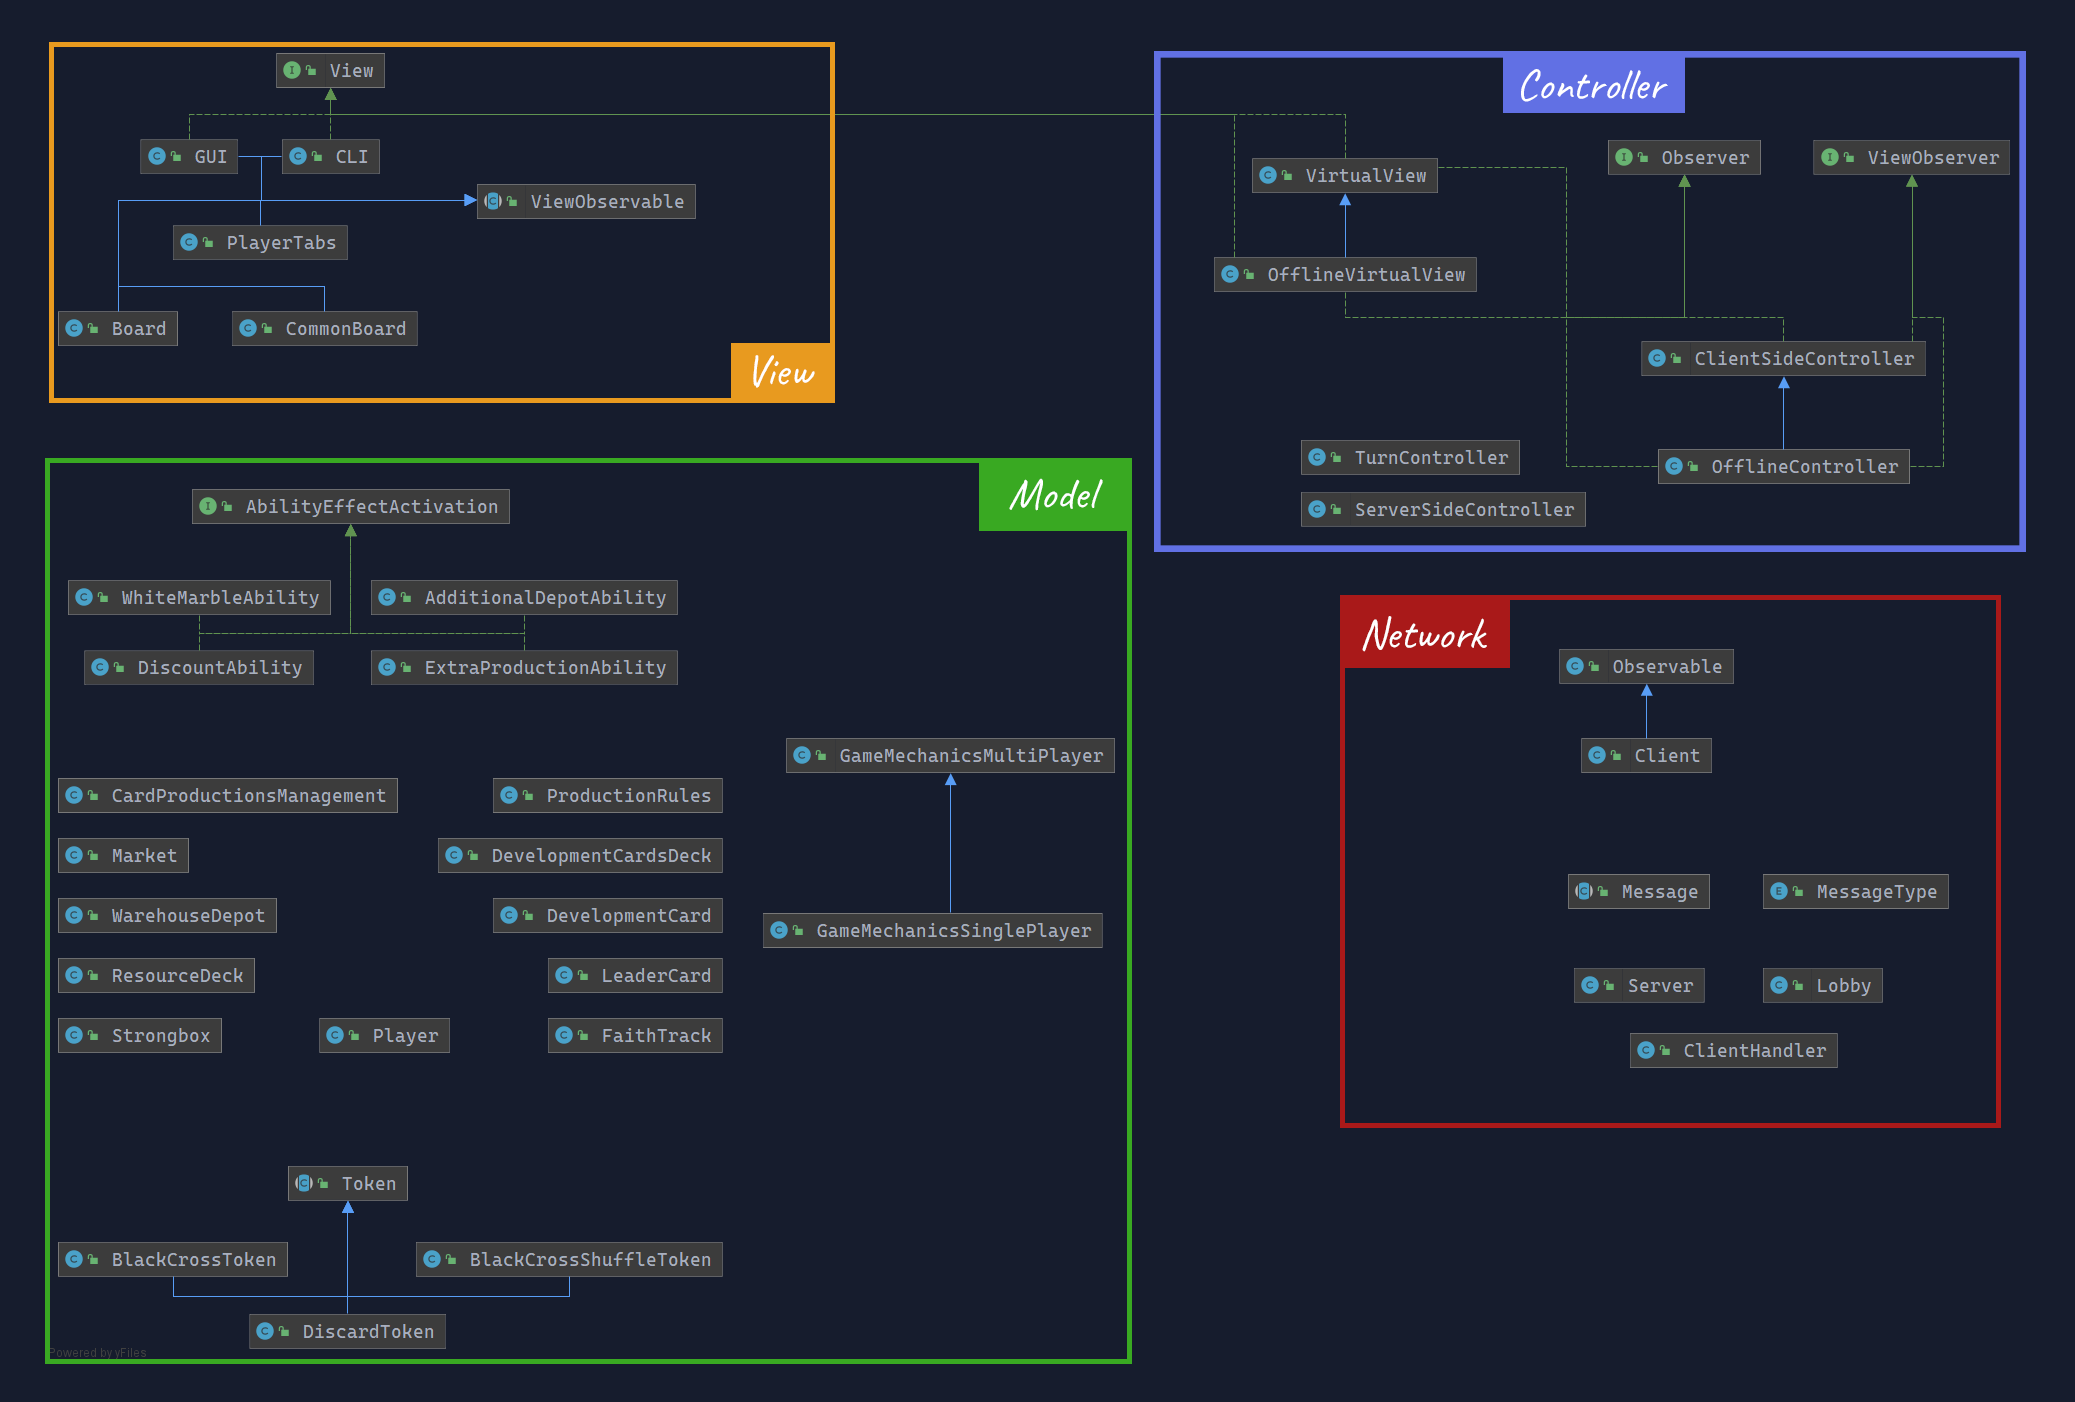 View
GUI
CLI
ViewObservable
PlayerTabs
Board
CommonBoard
View
Controller
Observer
ViewObserver
VirtualView
OfflineVirtualView
ClientSideController
TurnController
OfflineController
ServerSideController
Model
AbilityEffectActivation
WhiteMarbleAbility
AdditionalDepotAbility
DiscountAbility
ExtraProductionAbility
GameMechanicsMultiPlayer
CardProductionsManagement
ProductionRules
Market
DevelopmentCardsDeck
WarehouseDepot
DevelopmentCard
GameMechanicsSinglePlayer
ResourceDeck
LeaderCard
Strongbox
Player
FaithTrack
Token
BlackCrossToken
BlackCrossShuffleToken
DiscardToken
Powered by yFiles
Network
Observable
Client
Message
MessageType
Server
Lobby
ClientHandler